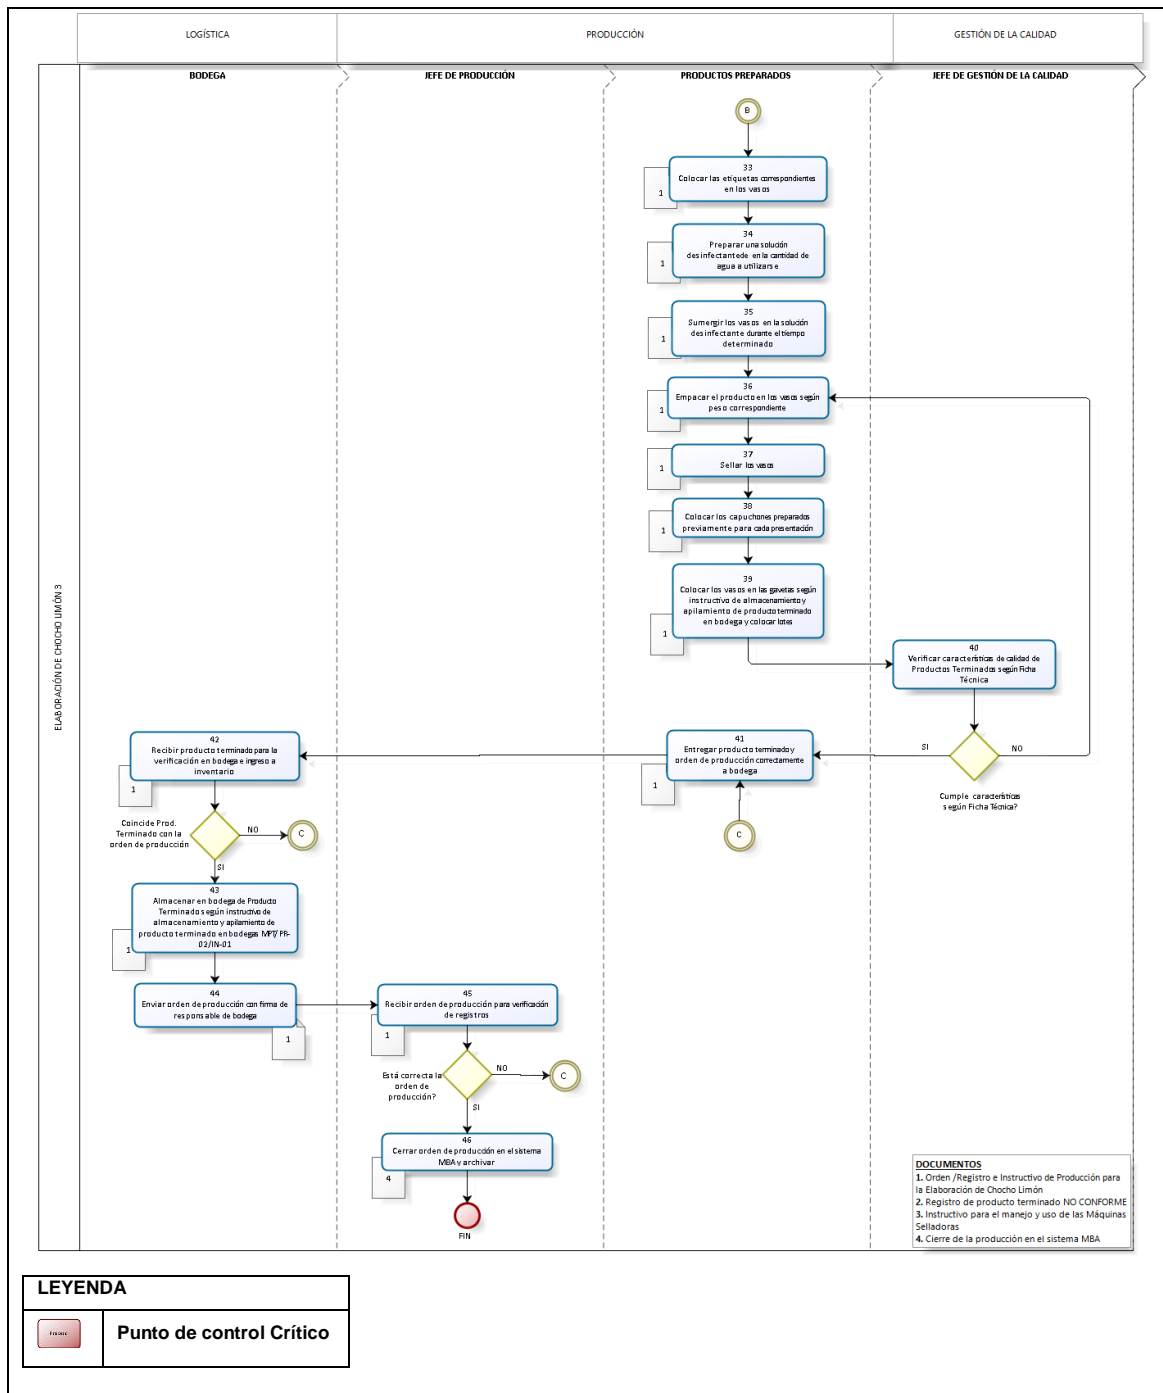 LOGÍSTICA
PRODUCCIÓN
GESTIÓN DE LA CALIDAD
BODEGA
JEFE DE PRODUCCIÓN
PRODUCTOS PREPARADOS
JEFE DE GESTIÓN DE LA CALIDAD
ELABORACIÓN DE CHOCHO LIMÓN 3
B
33
Colocar las etiquetas correspondientes
en los vasos
1
34
Preparar una solución
desinfectantede en la cantidad de
agua a utilizarse
1
35
Sumergir los vasos en la solución
desinfectante durante el tiempo
determinado
1
36
Empacar el producto en los vasos según
peso correspondiente
1
37
Sellar los vasos
1
38
Colocar los capuchones preparados
previamente para cada presentación
1
39
Colocar los vasos en las gavetas según
instructivo de almacenamiento y
apilamiento de producto terminado
en bodega y colocar lotes
1
40
Verificar características de calidad de
Productos Terminados según Ficha
Técnica
SI
NO
Cumple características
según Ficha Técnica?
41
Entregar producto terminado y
orden de producción correctamente
a bodega
1
C
42
Recibir producto terminado para la
verificación en bodega e ingreso a
inventario
1
Coincide Prod.
Terminado con la
orden de producción
NO
C
SI
43
Almacenar en bodega de Producto
Terminado según instructivo de
almacenamiento y apilamiento de
producto terminado en bodegas MPT/PR-
02/IN-01
1
44
Enviar orden de producción con firma de
responsable de bodega
1
45
Recibir orden de producción para verificación
de registros
1
Está correcta la
orden de
producción?
NO
C
SI
46
Cerrar orden de producción en el sistema
MBA y archivar
4
FIN
DOCUMENTOS
1. Orden /Registro e Instructivo de Producción para
la Elaboración de Chocho Limón
2. Registro de producto terminado NO CONFORME
3. Instructivo para el manejo y uso de las Máquinas
Selladoras
4. Cierre de la producción en el sistema MBA
LEYENDA
Proceso
Punto de control Crítico